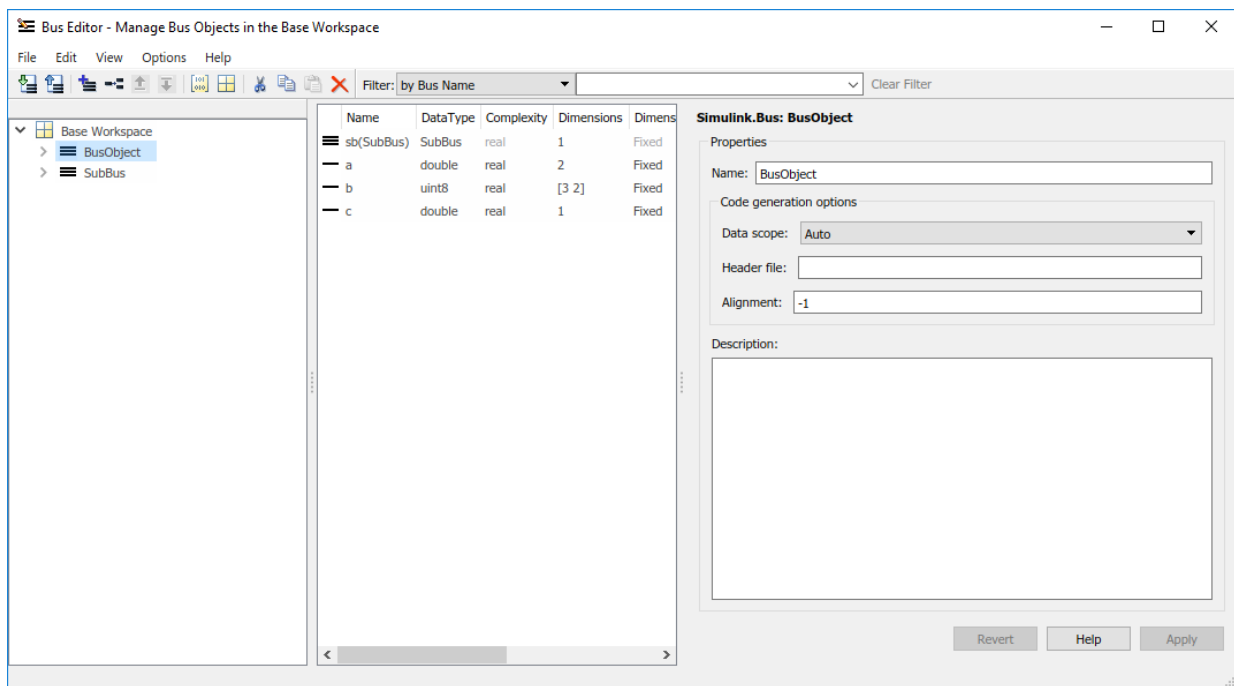 Bus Editor - Manage Bus Objects in the Base Workspace
File Edit View Options Help
Filter: by Bus Name Clear Filter
Base Workspace
BusObject
SubBus
Name DataType Complexity Dimensions Dimens
sb(SubBus) SubBus real 1 Fixed
a double real 2 Fixed
b uint8 real [3 2] Fixed
c double real 1 Fixed
Simulink.Bus: BusObject
Properties
Name: BusObject
Code generation options
Data scope: Auto
Header file:
Alignment: -1
Description:
Revert Help Apply